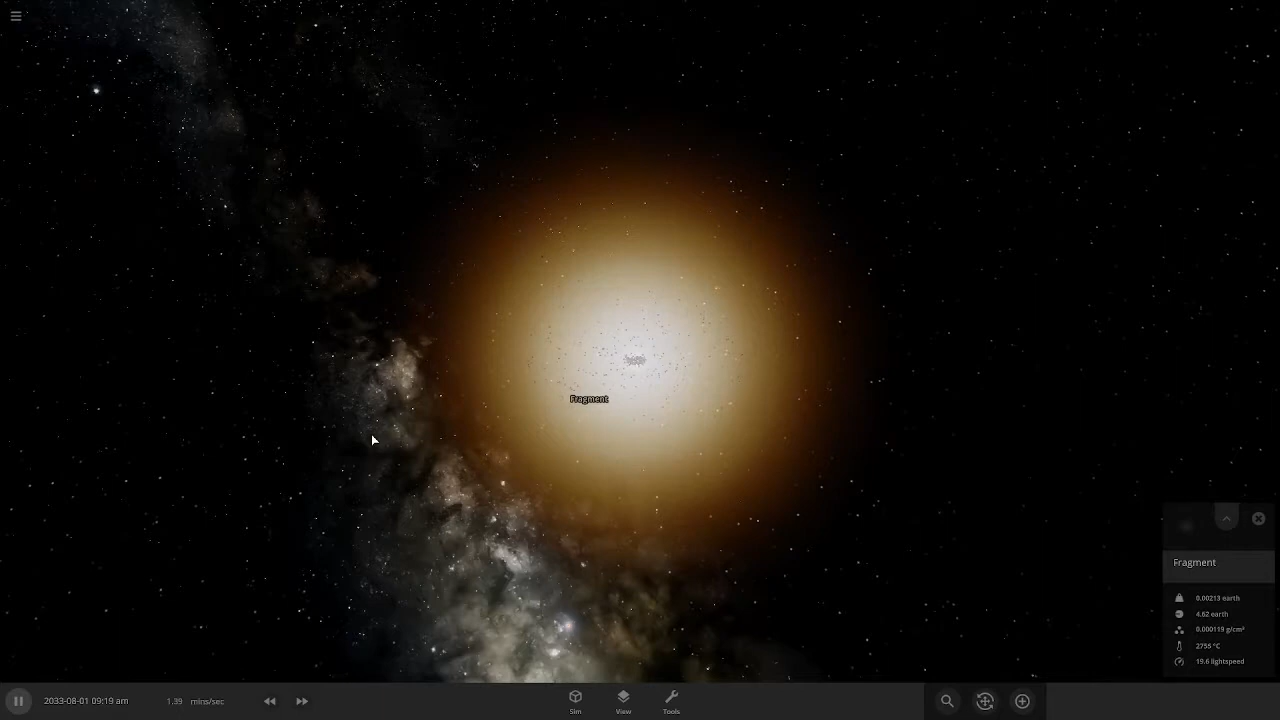 Fragment
Fragment
0.00213 earth
4.62 earth
0.000119 g/cm³
2755 °C
19.6 lightspeed
2033-08-01 09:19 am
1.39 mins/sec
Sim
View
Tools